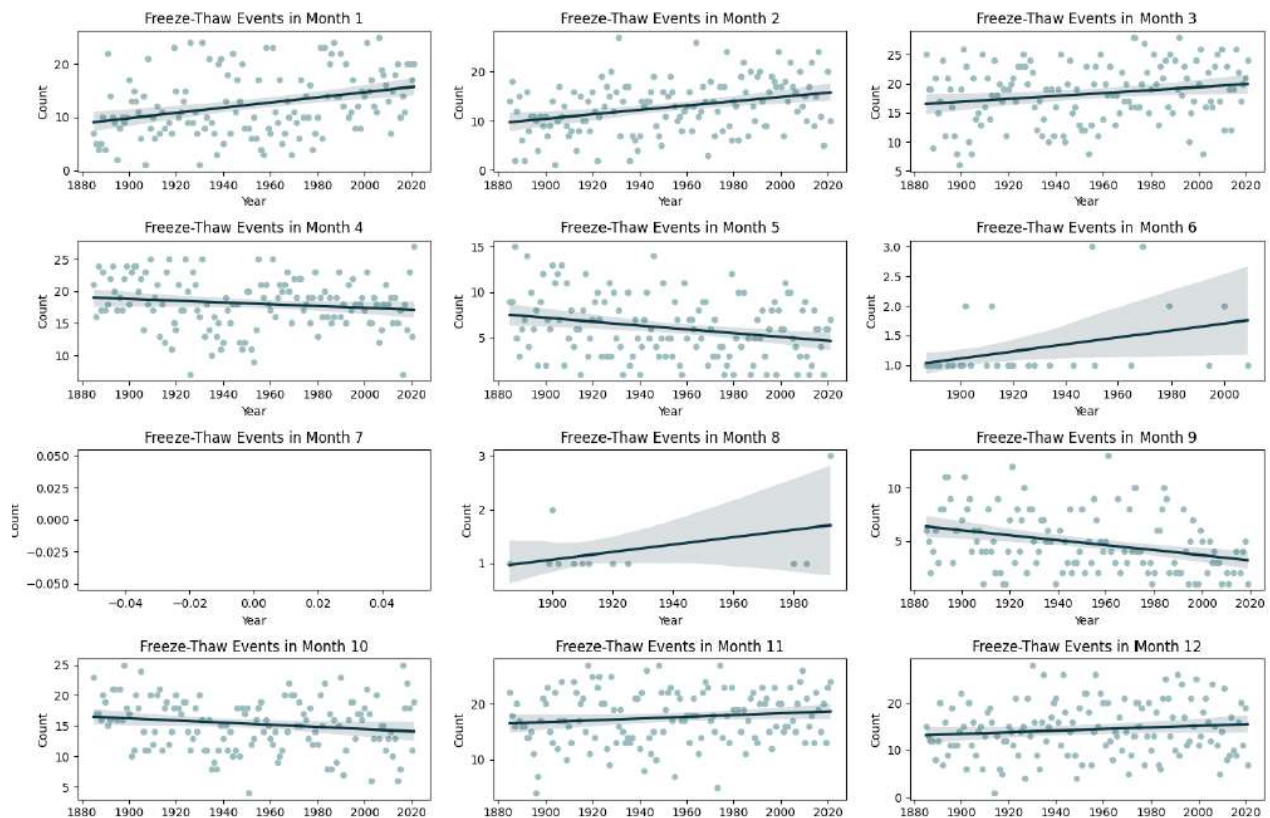 Freeze-Thaw Events in Month 1
Count
20
10
0
1880 1900 1920 1940 1960 1980 2000 2020
Year
Freeze-Thaw Events in Month 2
Count
20
10
0
1880 1900 1920 1940 1960 1980 2000 2020
Year
Freeze-Thaw Events in Month 3
Count
25
20
15
10
5
1880 1900 1920 1940 1960 1980 2000 2020
Year
Freeze-Thaw Events in Month 4
Count
25
20
15
10
1880 1900 1920 1940 1960 1980 2000 2020
Year
Freeze-Thaw Events in Month 5
Count
15
10
5
1880 1900 1920 1940 1960 1980 2000 2020
Year
Freeze-Thaw Events in Month 6
Count
3.0
2.5
2.0
1.5
1.0
1900 1920 1940 1960 1980 2000
Year
Freeze-Thaw Events in Month 7
Count
0.050
0.025
0.000
−0.025
−0.050
−0.04 −0.02 0.00 0.02 0.04
Year
Freeze-Thaw Events in Month 8
Count
3
2
1
1900 1920 1940 1960 1980
Year
Freeze-Thaw Events in Month 9
Count
10
5
1880 1900 1920 1940 1960 1980 2000 2020
Year
Freeze-Thaw Events in Month 10
Count
25
20
15
10
5
1880 1900 1920 1940 1960 1980 2000 2020
Year
Freeze-Thaw Events in Month 11
Count
20
10
1880 1900 1920 1940 1960 1980 2000 2020
Year
Freeze-Thaw Events in Month 12
Count
30
20
10
0
1880 1900 1920 1940 1960 1980 2000 2020
Year